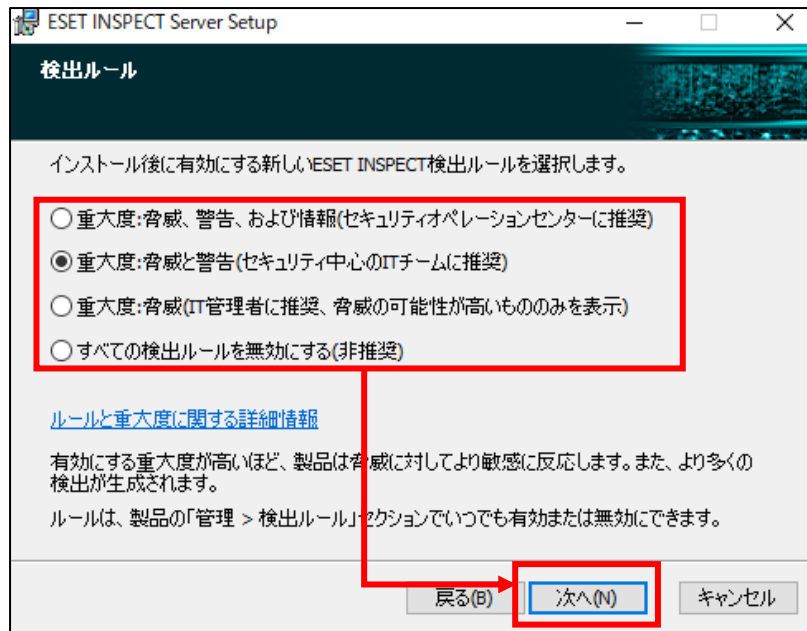 ESET INSPECT Server Setup
検出ルール
インストール後に有効にする新しいESET INSPECT検出ルールを選択します。
重大度:脅威、警告、および情報(セキュリティオペレーションセンターに推奨)
重大度:脅威と警告(セキュリティ中心のITチームに推奨)
重大度:脅威(IT管理者に推奨、脅威の可能性が高いもののみを表示)
すべての検出ルールを無効にする(非推奨)
ルールと重大度に関する詳細情報
有効にする重大度が高いほど、製品は脅威に対してより敏感に反応します。また、より多くの
検出が生成されます。
ルールは、製品の「管理 > 検出ルール」セクションでいつでも有効または無効にできます。
戻る(B) 次へ(N) キャンセル